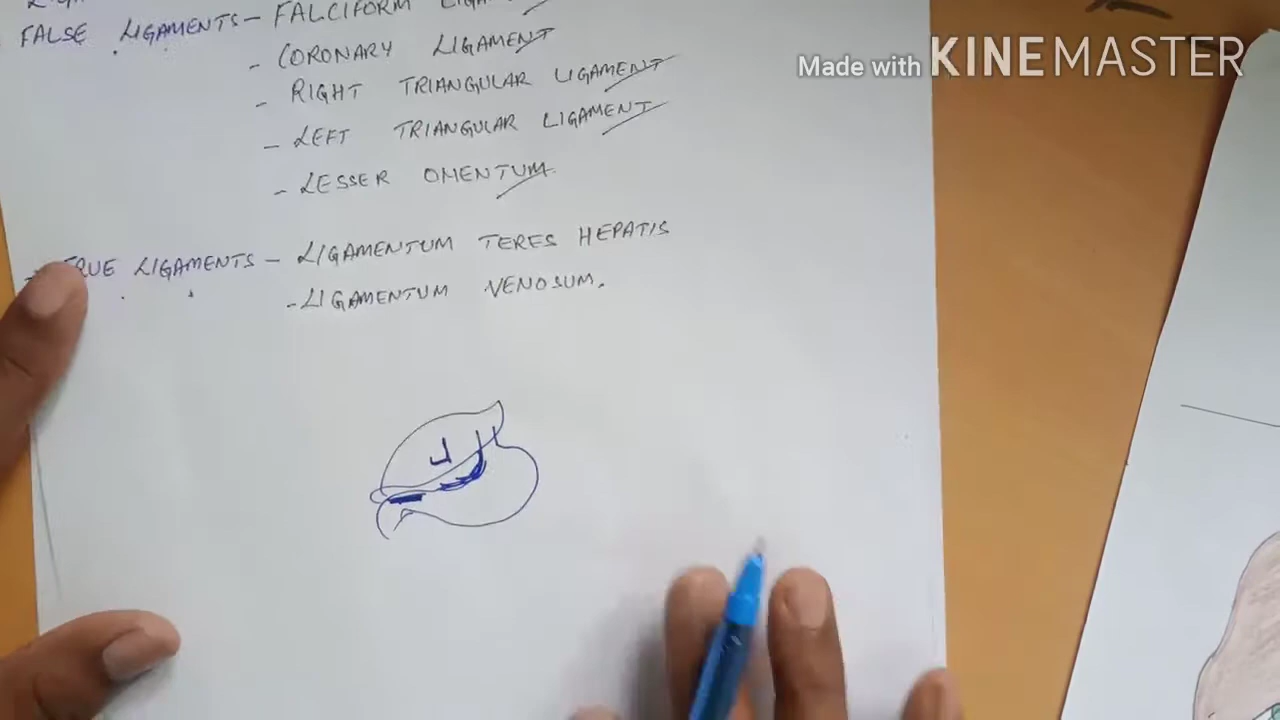 FALSE LIGAMENTS - FALCIFORM
- CORONARY LIGAMENT
- RIGHT TRIANGULAR LIGAMENT
- LEFT TRIANGULAR LIGAMENT
- LESSER OMENTUM
TRUE LIGAMENTS - LIGAMENTUM TERES HEPATIS
- LIGAMENTUM VENOSUM.
Made with KINEMASTER